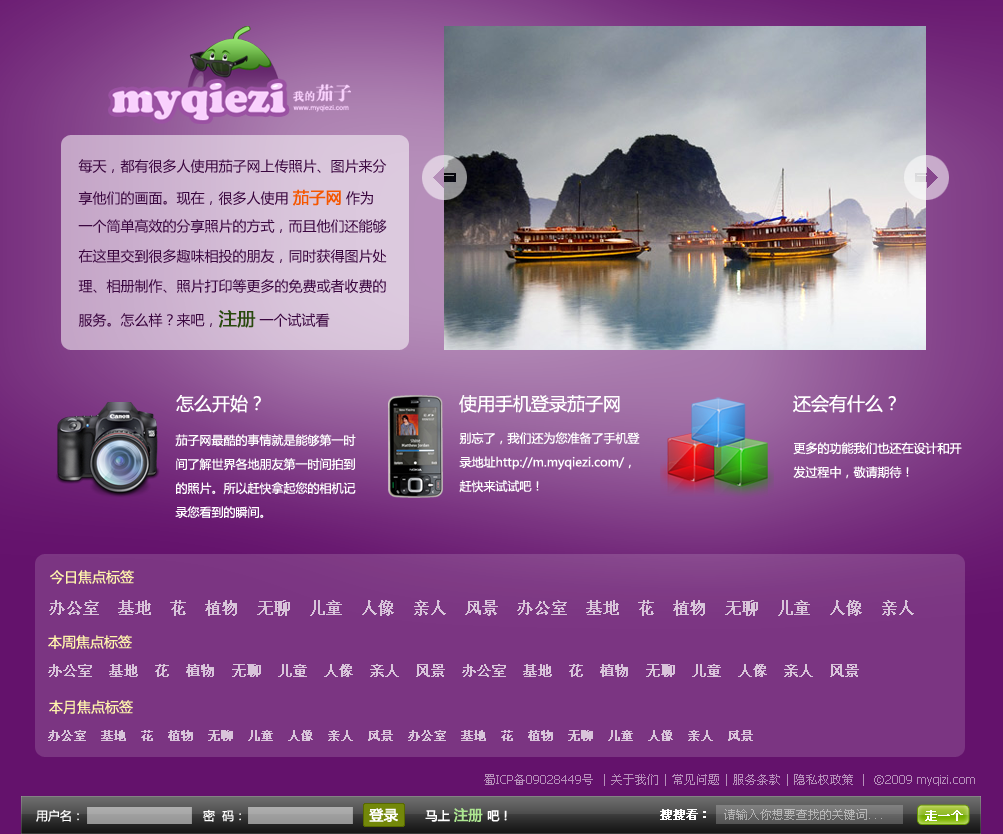 myqiezi 我的茄子
www.myqiezi.com
每天，都有很多人使用茄子网上传照片、图片来分
享他们的画面。现在，很多人使用 茄子网 作为
一个简单高效的分享照片的方式，而且他们还能够
在这里交到很多趣味相投的朋友，同时获得图片处
理、相册制作、照片打印等更多的免费或者收费的
服务。怎么样？来吧，注册 一个试试看
怎么开始？
茄子网最酷的事情就是能够第一时
间了解世界各地朋友第一时间拍到
的照片。所以赶快拿起您的相机记
录您看到的瞬间。
Canon
使用手机登录茄子网
别忘了，我们还为您准备了手机登
录地址http://m.myqiezi.com/，
赶快来试试吧！
NOKIA
还会有什么？
更多的功能我们也还在设计和开
发过程中，敬请期待！
今日焦点标签
办公室 基地 花 植物 无聊 儿童 人像 亲人 风景 办公室 基地 花 植物 无聊 儿童 人像 亲人
本周焦点标签
办公室 基地 花 植物 无聊 儿童 人像 亲人 风景 办公室 基地 花 植物 无聊 儿童 人像 亲人 风景
本月焦点标签
办公室 基地 花 植物 无聊 儿童 人像 亲人 风景 办公室 基地 花 植物 无聊 儿童 人像 亲人 风景
蜀ICP备09028449号 | 关于我们 | 常见问题 | 服务条款 | 隐私权政策 | ©2009 myqizi.com
用户名： 密 码： 登录 马上 注册 吧！ 搜搜看： 请输入你想要查找的关键词... 走一个